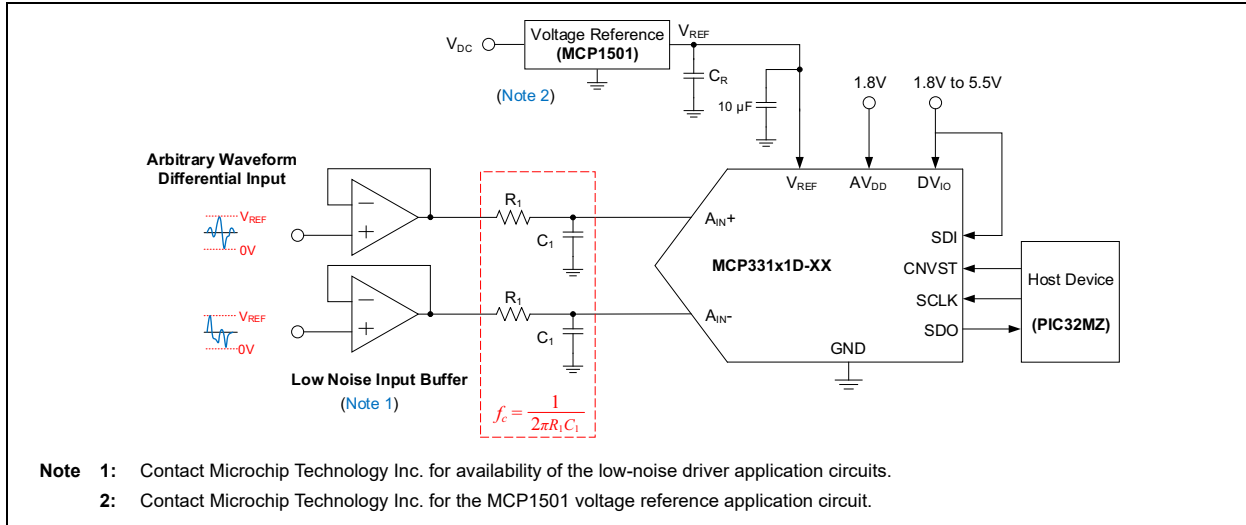 Voltage Reference
(MCP1501)
V_DC
V_REF
(Note 2)
C_R
10 µF
1.8V
1.8V to 5.5V
Arbitrary Waveform
Differential Input
V_REF
0V
V_REF
0V
−
+
−
+
Low Noise Input Buffer
(Note 1)
R_1
C_1
R_1
C_1
f_c = 1 / 2πR_1C_1
V_REF
AV_DD
DV_IO
A_IN+
A_IN-
MCP331x1D-XX
SDI
CNVST
SCLK
SDO
GND
Host Device
(PIC32MZ)
Note 1: Contact Microchip Technology Inc. for availability of the low-noise driver application circuits.
2: Contact Microchip Technology Inc. for the MCP1501 voltage reference application circuit.